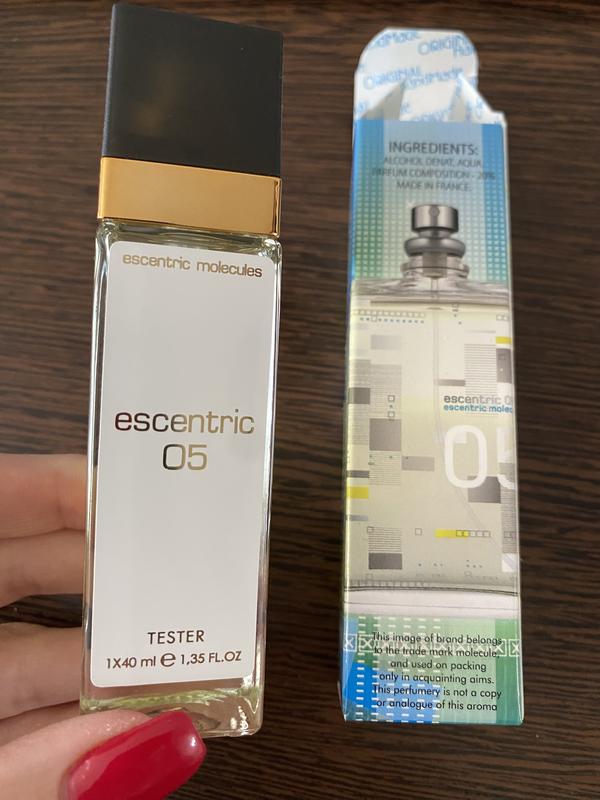 escentric molecules
escentric
05
TESTER
1X40 ml e 1,35 FL.OZ
ORIGINAL
INGREDIENTS:
ALCOHOL DENAT, AQUA,
PARFUM COMPOSITION - 20%
MADE IN FRANCE
escentric
escentric molec
05
This image of brand belongs
to the trade mark molecule,
and used on packing
only in acquainting aims.
This perfumery is not a copy
or analogue of this aroma